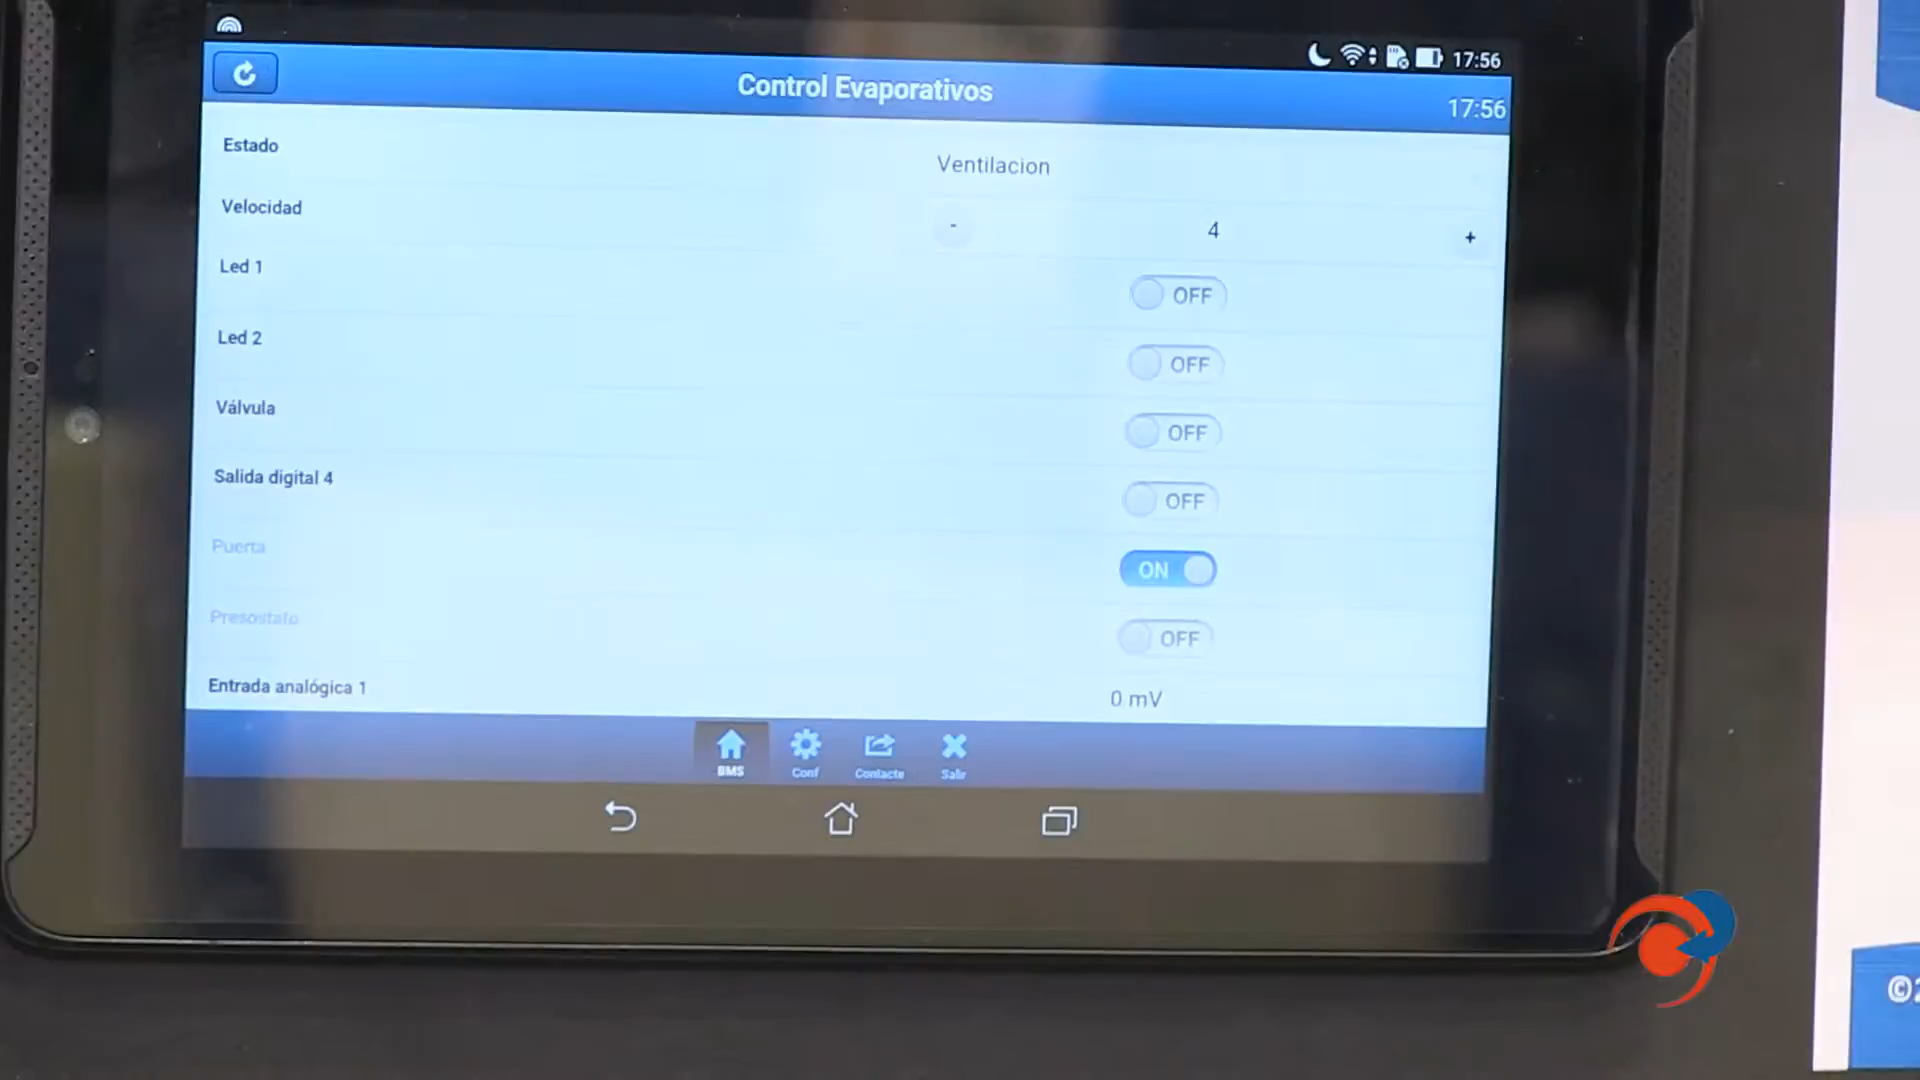 17:56
Control Evaporativos
17:56
Estado
Ventilacion
Velocidad
- 4 +
Led 1
OFF
Led 2
OFF
Válvula
OFF
Salida digital 4
OFF
Puerta
ON
Presostato
OFF
Entrada analógica 1
0 mV
BMS
Conf
Contacte
Salir
©2